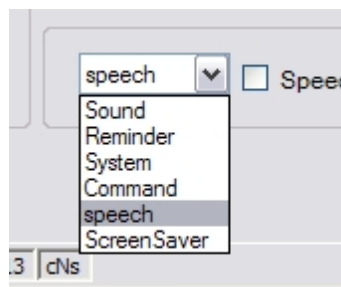 speech Speec
Sound
Reminder
System
Command
speech
ScreenSaver
.3 cNs